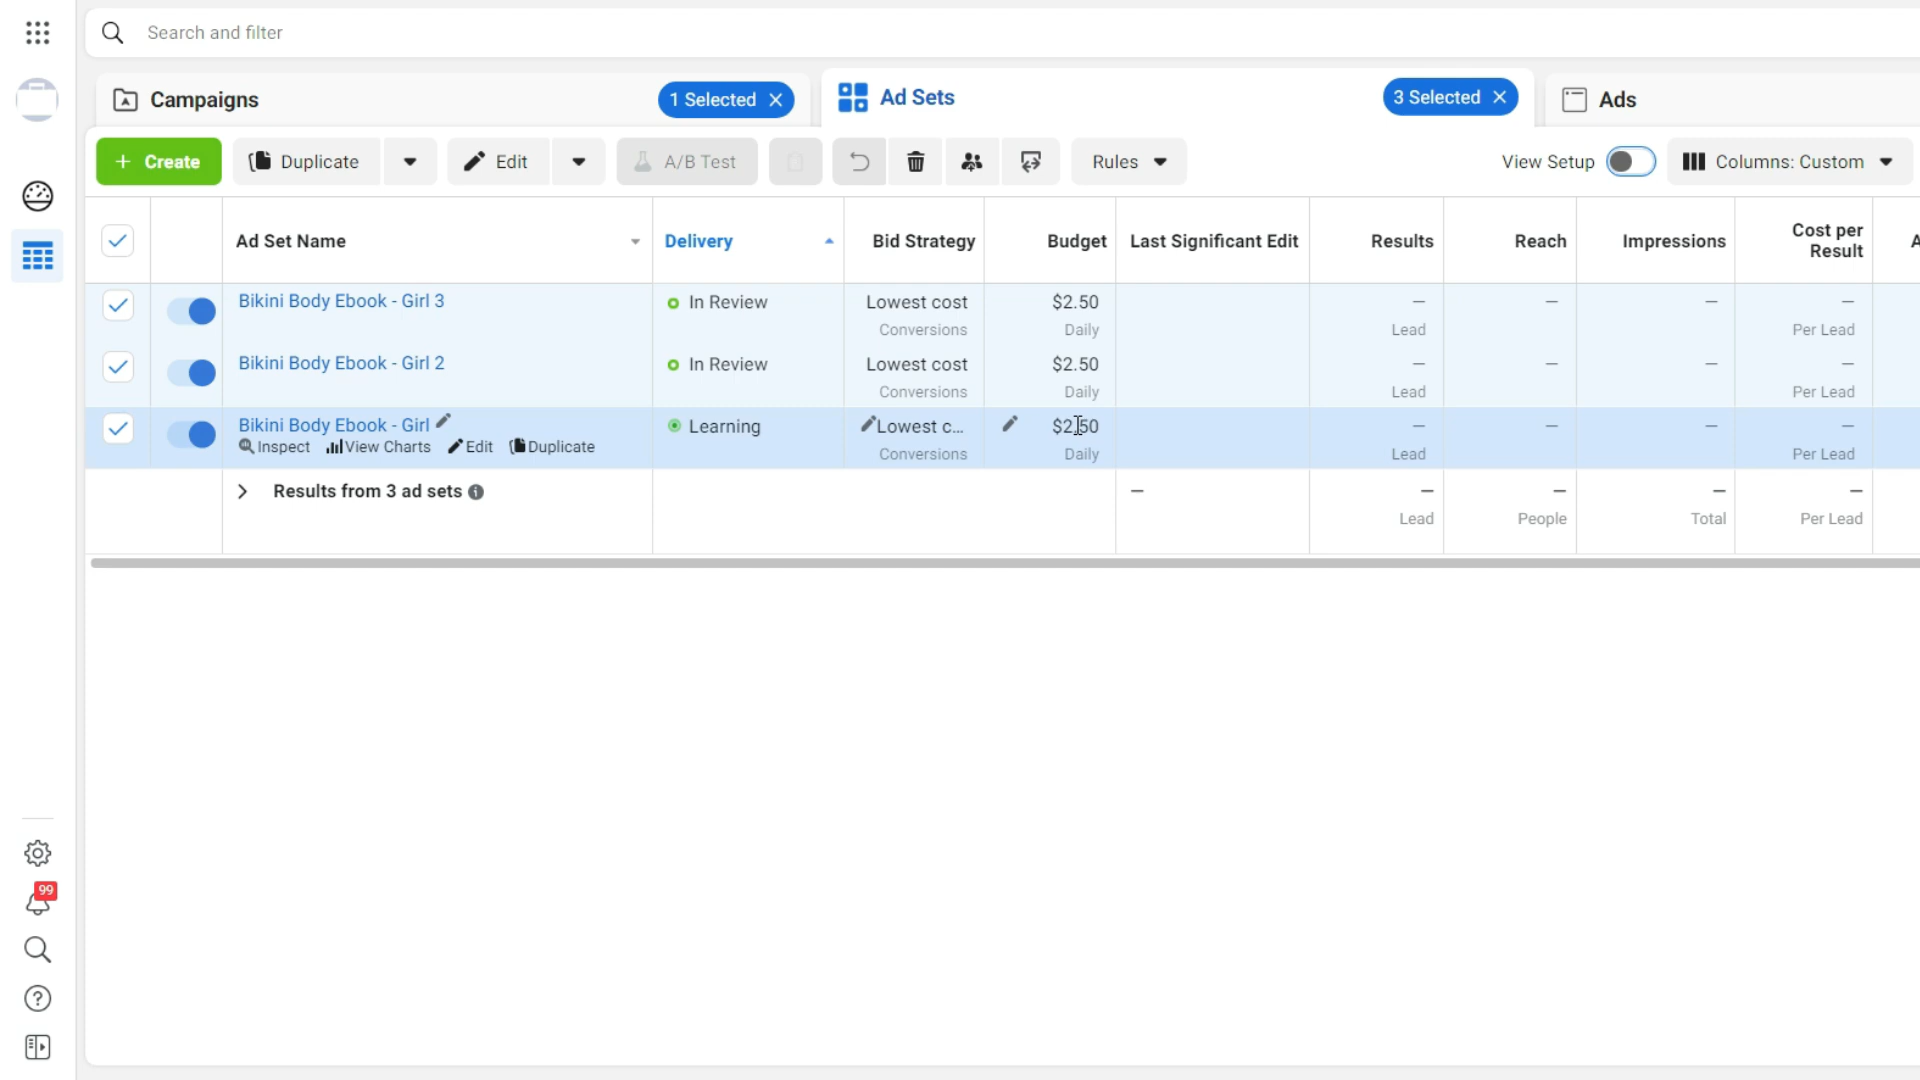 Search and filter
Campaigns 1 Selected Ad Sets 3 Selected Ads
+ Create Duplicate Edit A/B Test Rules View Setup Columns: Custom
Ad Set Name Delivery Bid Strategy Budget Last Significant Edit Results Reach Impressions Cost per Result A
Bikini Body Ebook - Girl 3 In Review Lowest cost $2.50 — — — —
Conversions Daily Lead Per Lead
Bikini Body Ebook - Girl 2 In Review Lowest cost $2.50 — — — —
Conversions Daily Lead Per Lead
Bikini Body Ebook - Girl Learning Lowest c... $2.50 — — — —
Inspect View Charts Edit Duplicate Conversions Daily Lead Per Lead
Results from 3 ad sets — — — — —
Lead People Total Per Lead
99